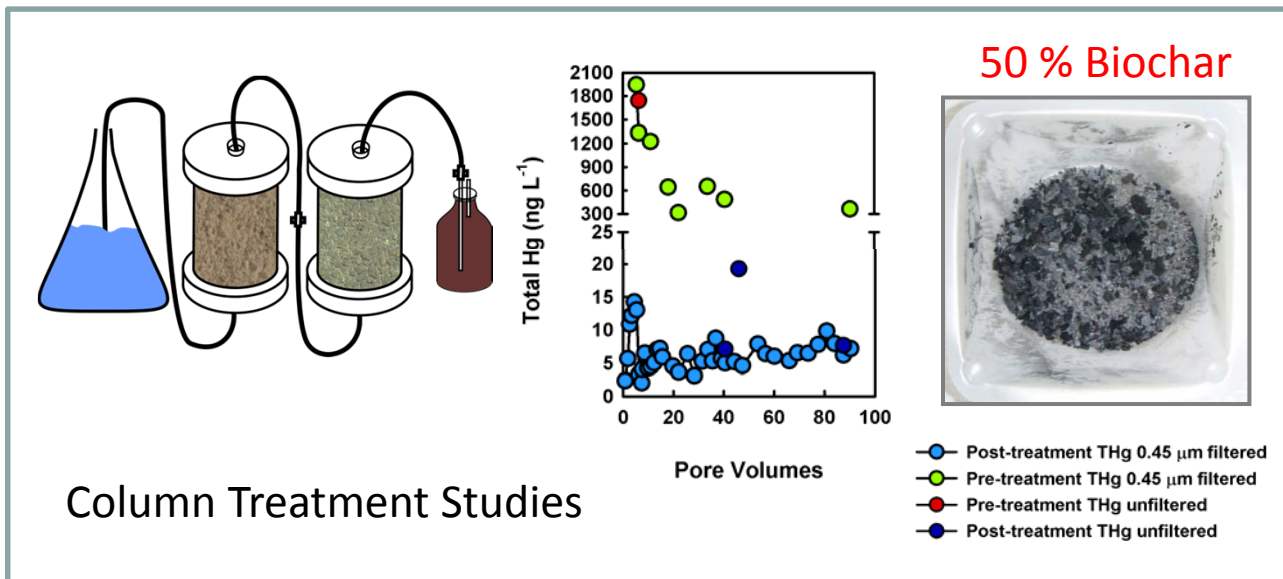 50 % Biochar
Total Hg (ng L⁻¹)
2100
1800
1500
1200
900
600
300
25
20
15
10
5
0
0 20 40 60 80 100
Pore Volumes
Post-treatment THg 0.45 μm filtered
Pre-treatment THg 0.45 μm filtered
Pre-treatment THg unfiltered
Post-treatment THg unfiltered
Column Treatment Studies